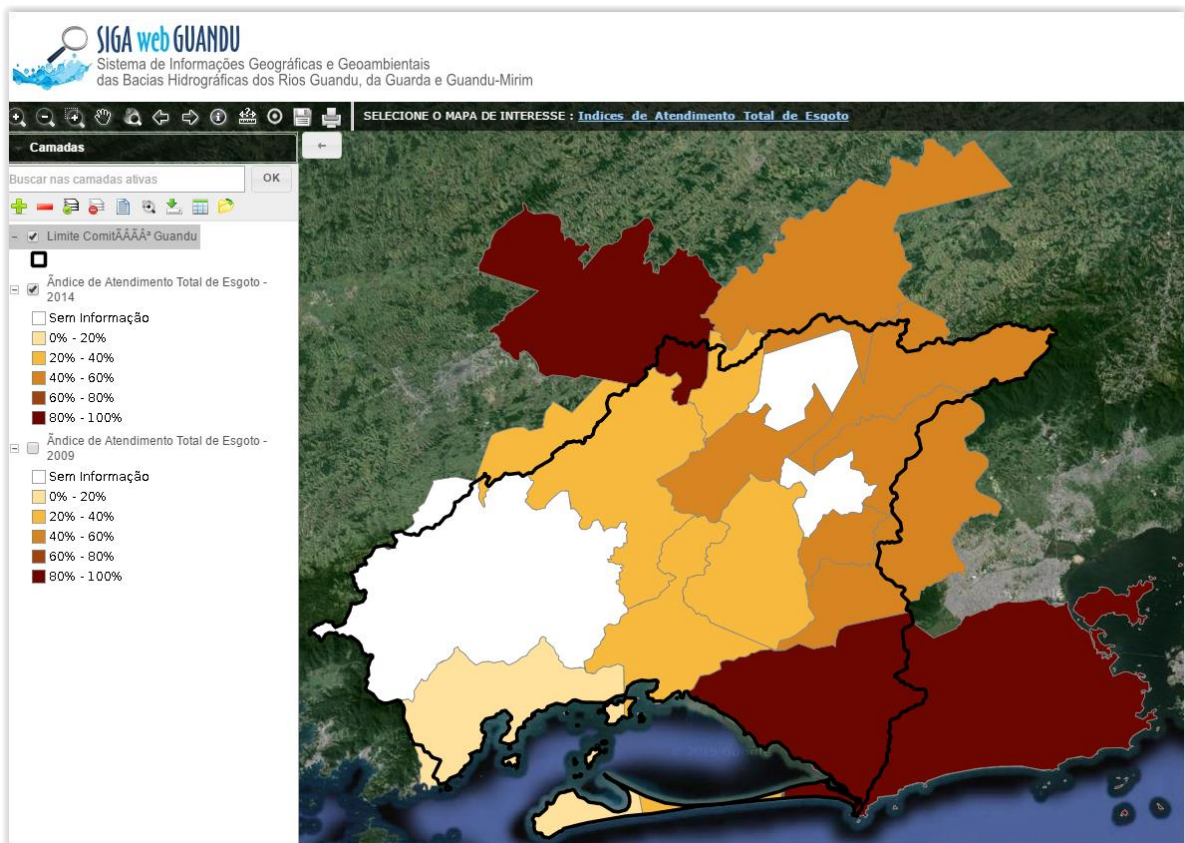 SIGA web GUANDU
Sistema de Informações Geográficas e Geoambientais
das Bacias Hidrográficas dos Rios Guandu, da Guarda e Guandu-Mirim
SELECIONE O MAPA DE INTERESSE : Indices de Atendimento Total de Esgoto
Camadas
Buscar nas camadas ativas OK
Limite ComitÃÃÃÂª Guandu
Ãndice de Atendimento Total de Esgoto -
2014
Sem Informação
0% - 20%
20% - 40%
40% - 60%
60% - 80%
80% - 100%
Ãndice de Atendimento Total de Esgoto -
2009
Sem Informação
0% - 20%
20% - 40%
40% - 60%
60% - 80%
80% - 100%